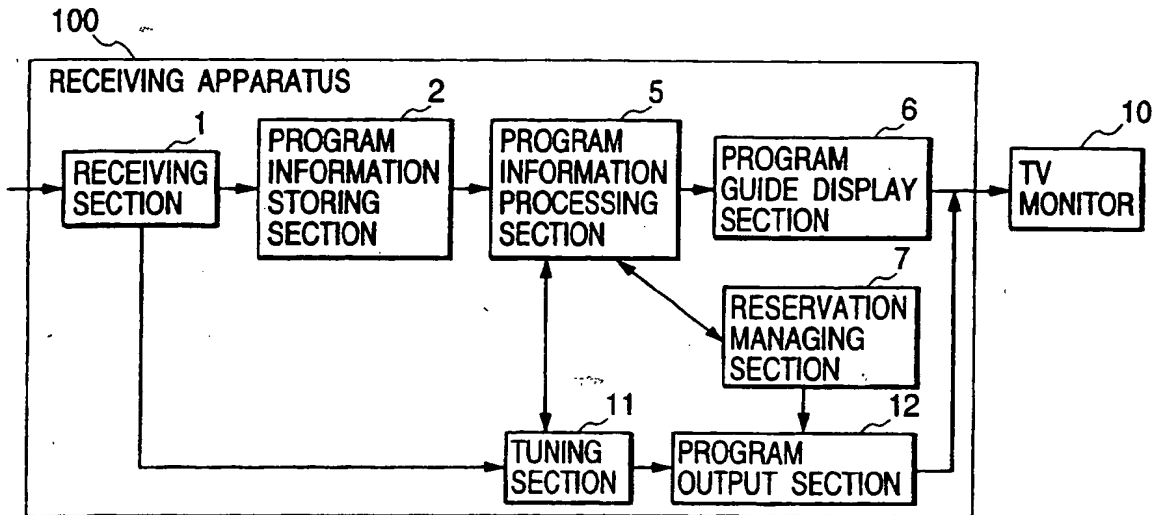 100
RECEIVING APPARATUS
1
RECEIVING
SECTION
2
PROGRAM
INFORMATION
STORING
SECTION
5
PROGRAM
INFORMATION
PROCESSING
SECTION
6
PROGRAM
GUIDE DISPLAY
SECTION
10
TV
MONITOR
7
RESERVATION
MANAGING
SECTION
11
TUNING
SECTION
12
PROGRAM
OUTPUT SECTION